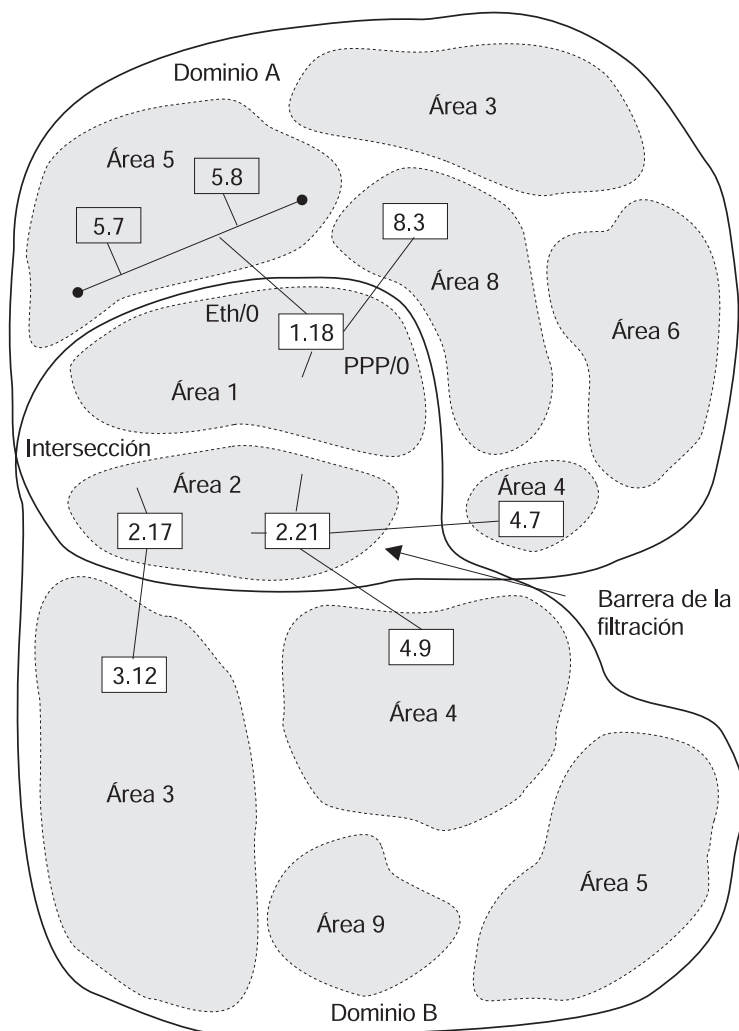 Dominio A
Área 3
Área 5
5.8
5.7
8.3
Área 8
Eth/0
1.18
PPP/0
Área 6
Área 1
Intersección
Área 2
Área 4
2.17
2.21
4.7
Barrera de la
filtración
4.9
3.12
Área 4
Área 3
Área 5
Área 9
Dominio B